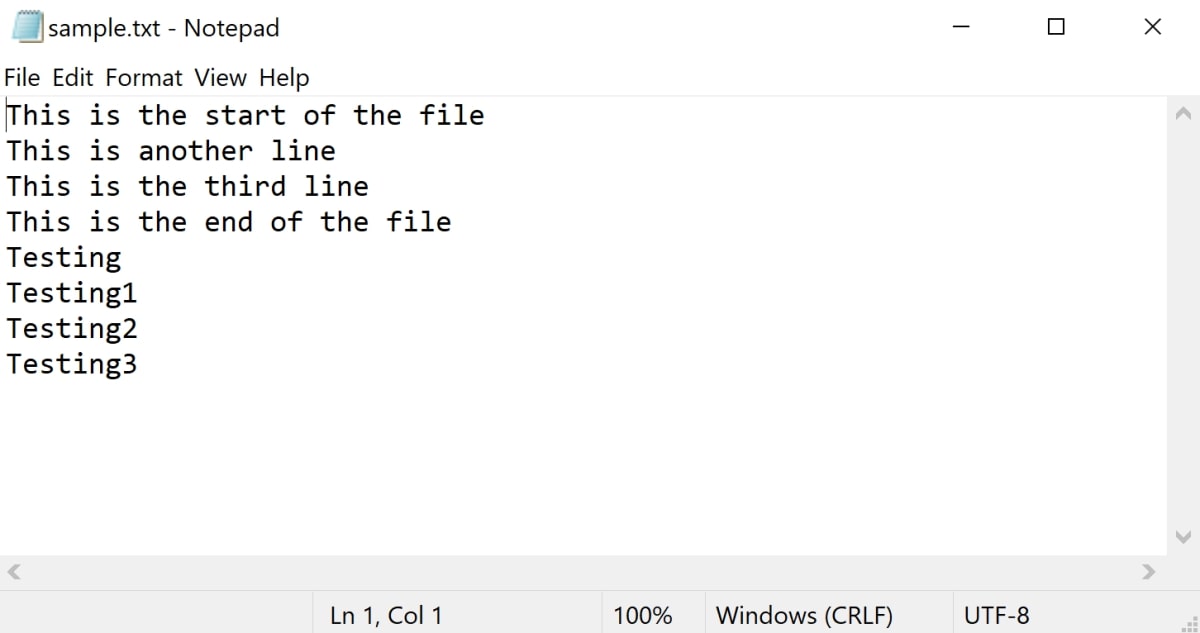 sample.txt - Notepad
File Edit Format View Help
This is the start of the file
This is another line
This is the third line
This is the end of the file
Testing
Testing1
Testing2
Testing3
Ln 1, Col 1 100% Windows (CRLF) UTF-8